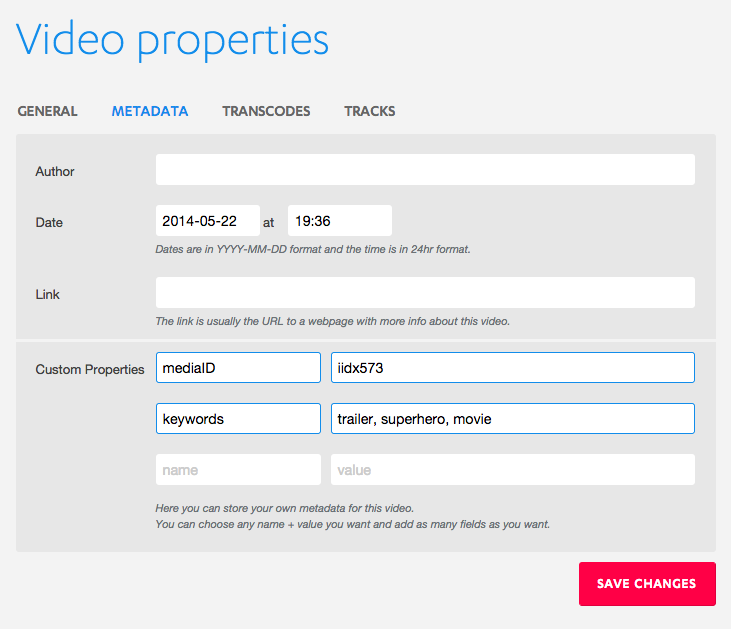 Video properties
GENERAL METADATA TRANSCODES TRACKS
Author
Date 2014-05-22 at 19:36
Dates are in YYYY-MM-DD format and the time is in 24hr format.
Link
The link is usually the URL to a webpage with more info about this video.
Custom Properties mediaID iidx573
keywords trailer, superhero, movie
name value
Here you can store your own metadata for this video.
You can choose any name + value you want and add as many fields as you want.
SAVE CHANGES